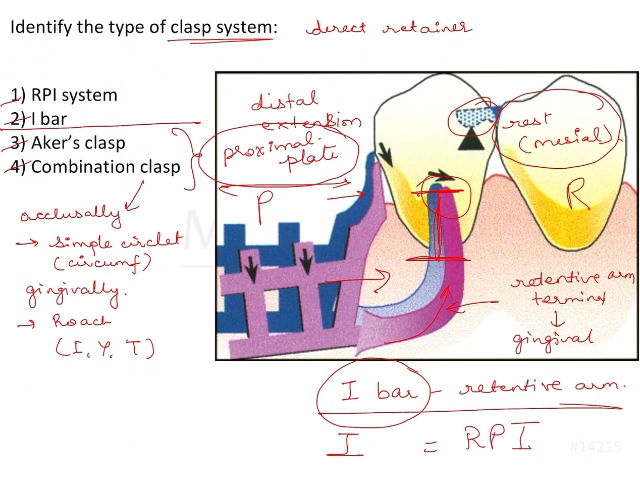 Identify the type of clasp system: direct retainer
1) RPI system
2) I bar
3) Aker's clasp
4) Combination clasp
distal
extension
proximal
plate
P
rest
(mesial)
R
occlusally
→ Simple circlet
(circumf)
gingivally.
→ Roach
(I, Y, T)
retentive arm
↓
gingival
I bar - retentive arm.
I = RPI
#14215